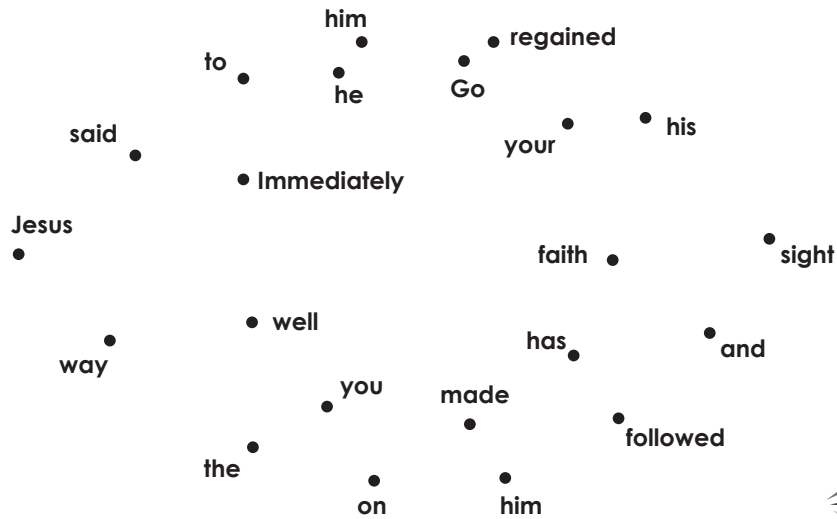 him
regained
to
he
Go
said
your
his
Immediately
Jesus
faith
sight
well
has
and
way
you
made
followed
the
on
him